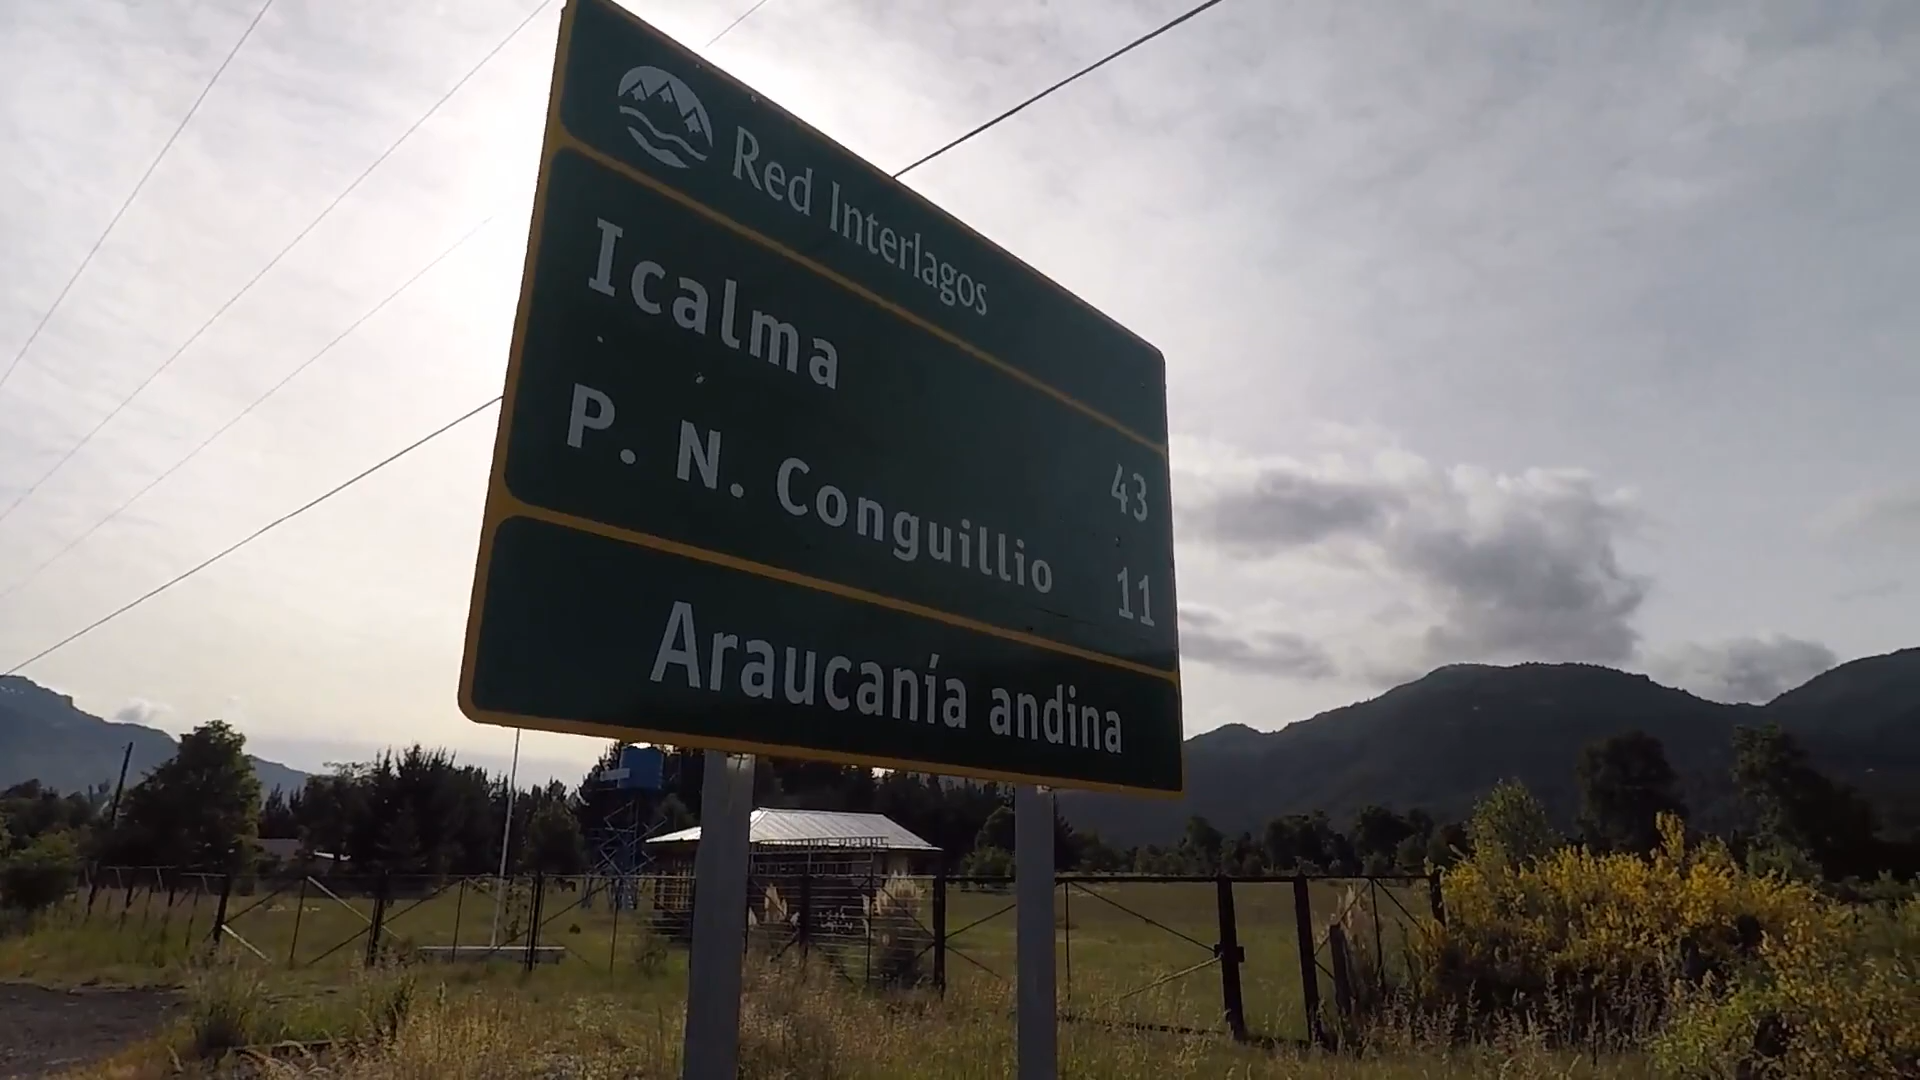 Red Interlagos
Icalma 43
P. N. Conguillio 11
Araucanía andina